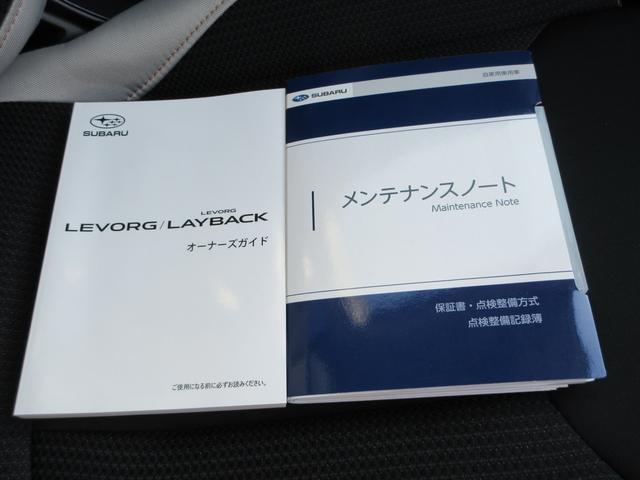 SUBARU
LEVORG
LEVORG/LAYBACK
オーナーズガイド
ご使用になる前に必ずお読みください。
自家用乗用車
SUBARU
メンテナンスノート
Maintenance Note
保証書・点検整備方式
点検整備記録簿